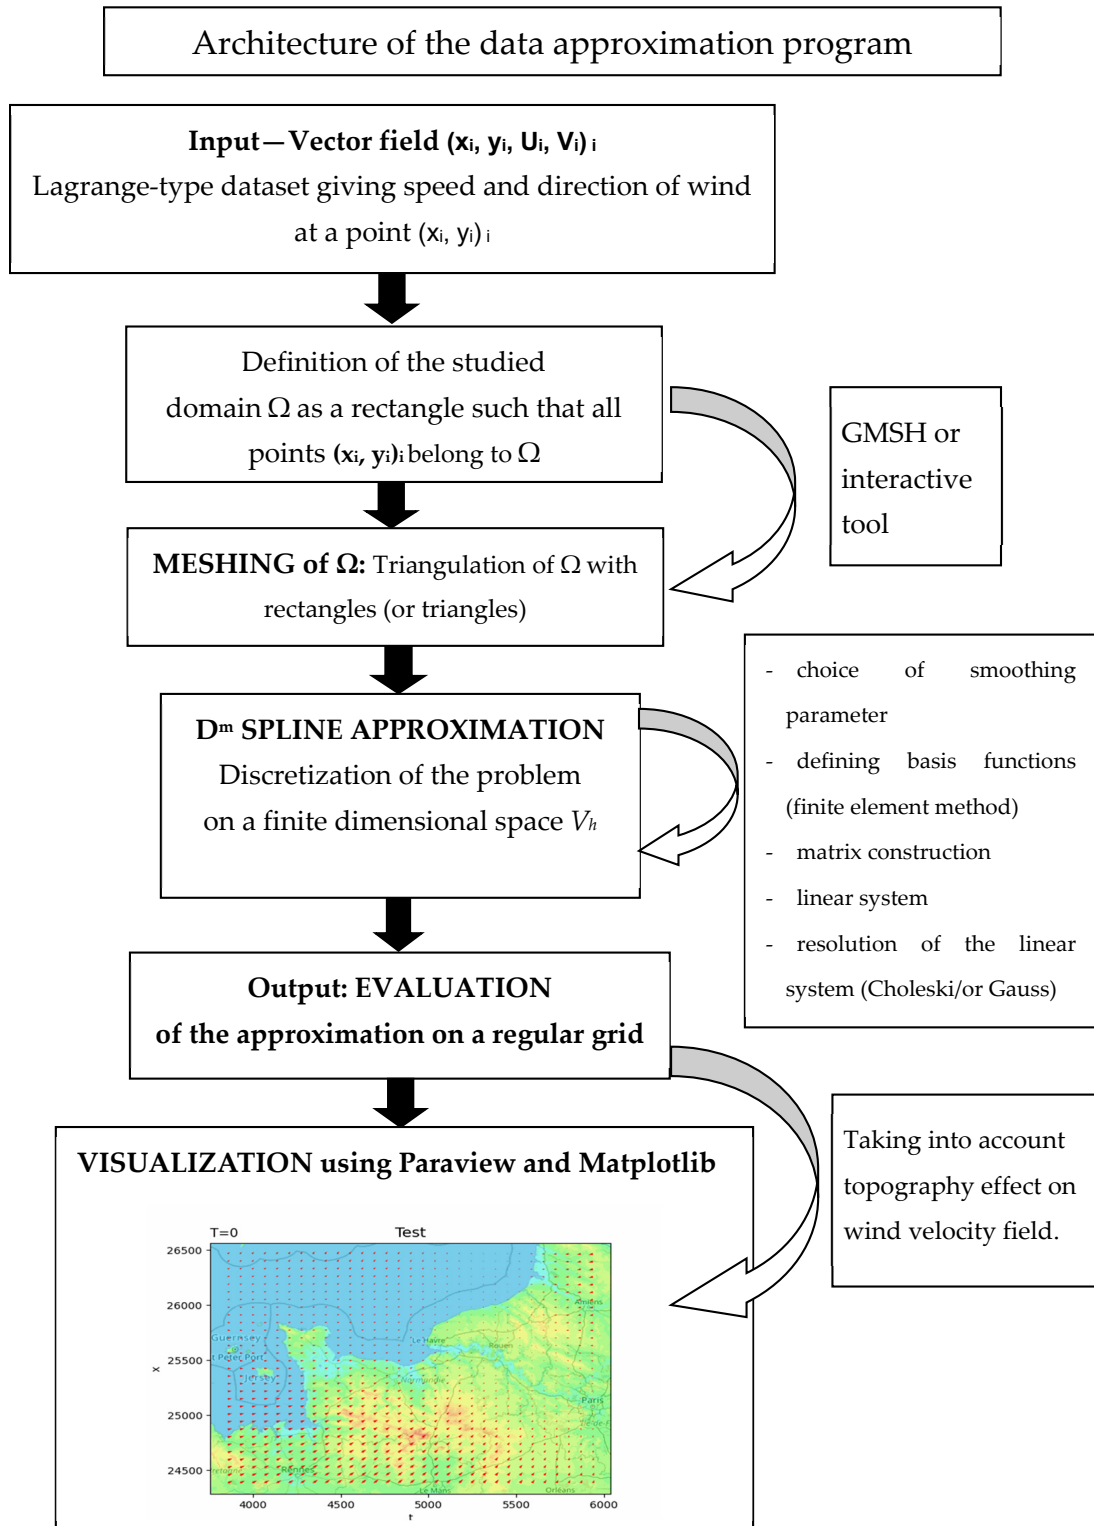 Architecture of the data approximation program
Input—Vector field (xᵢ, yᵢ, Uᵢ, Vᵢ) ᵢ
Lagrange-type dataset giving speed and direction of wind
at a point (xᵢ, yᵢ) ᵢ
Definition of the studied
domain Ω as a rectangle such that all
points (xᵢ, yᵢ)ᵢ belong to Ω
GMSH or
interactive
tool
MESHING of Ω: Triangulation of Ω with
rectangles (or triangles)
- choice of smoothing
parameter
- defining basis functions
(finite element method)
- matrix construction
- linear system
- resolution of the linear
system (Choleski/or Gauss)
Dᵐ SPLINE APPROXIMATION
Discretization of the problem
on a finite dimensional space Vₕ
Output: EVALUATION
of the approximation on a regular grid
Taking into account
topography effect on
wind velocity field.
VISUALIZATION using Paraview and Matplotlib
T=0 Test
26500
26000
25500
25000
24500
x
Amiens
Guernsey
t Peter Port
Jersey
Le Havre
Rouen
Normandie
Paris
Rennes
Le Mans
Orléans
4000 4500 5000 5500 6000
t